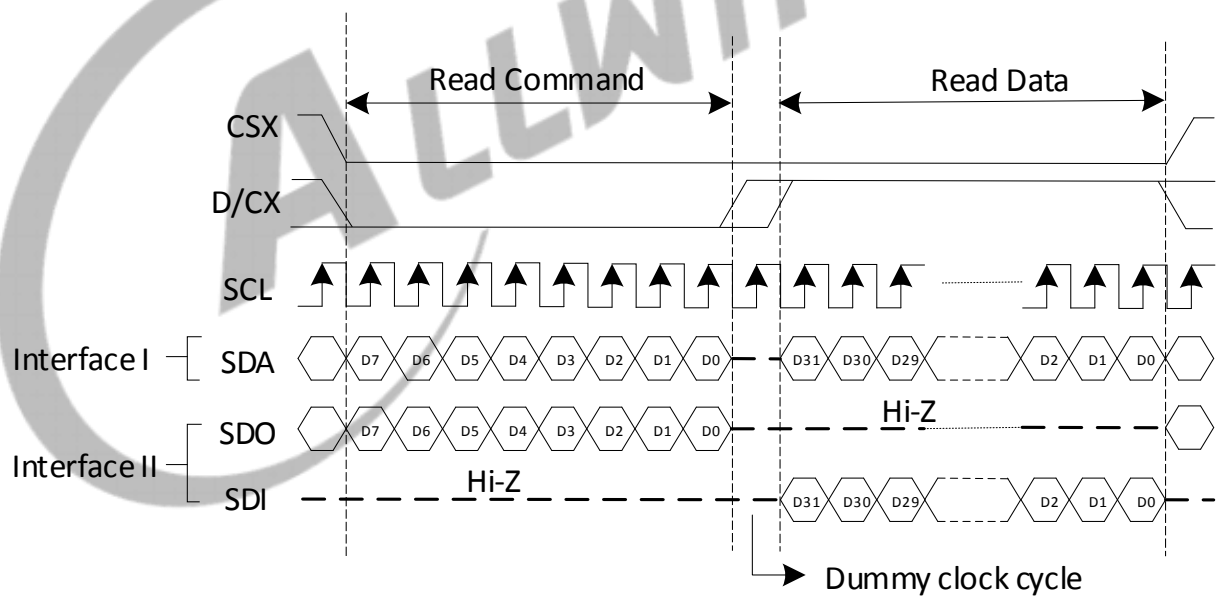 ALLWIN
Read Command
Read Data
CSX
D/CX
SCL
Interface I
SDA
D7 D6 D5 D4 D3 D2 D1 D0 D31 D30 D29 D2 D1 D0
Hi-Z
Interface II
SDO
D7 D6 D5 D4 D3 D2 D1 D0
Hi-Z
SDI
D31 D30 D29 D2 D1 D0
Dummy clock cycle